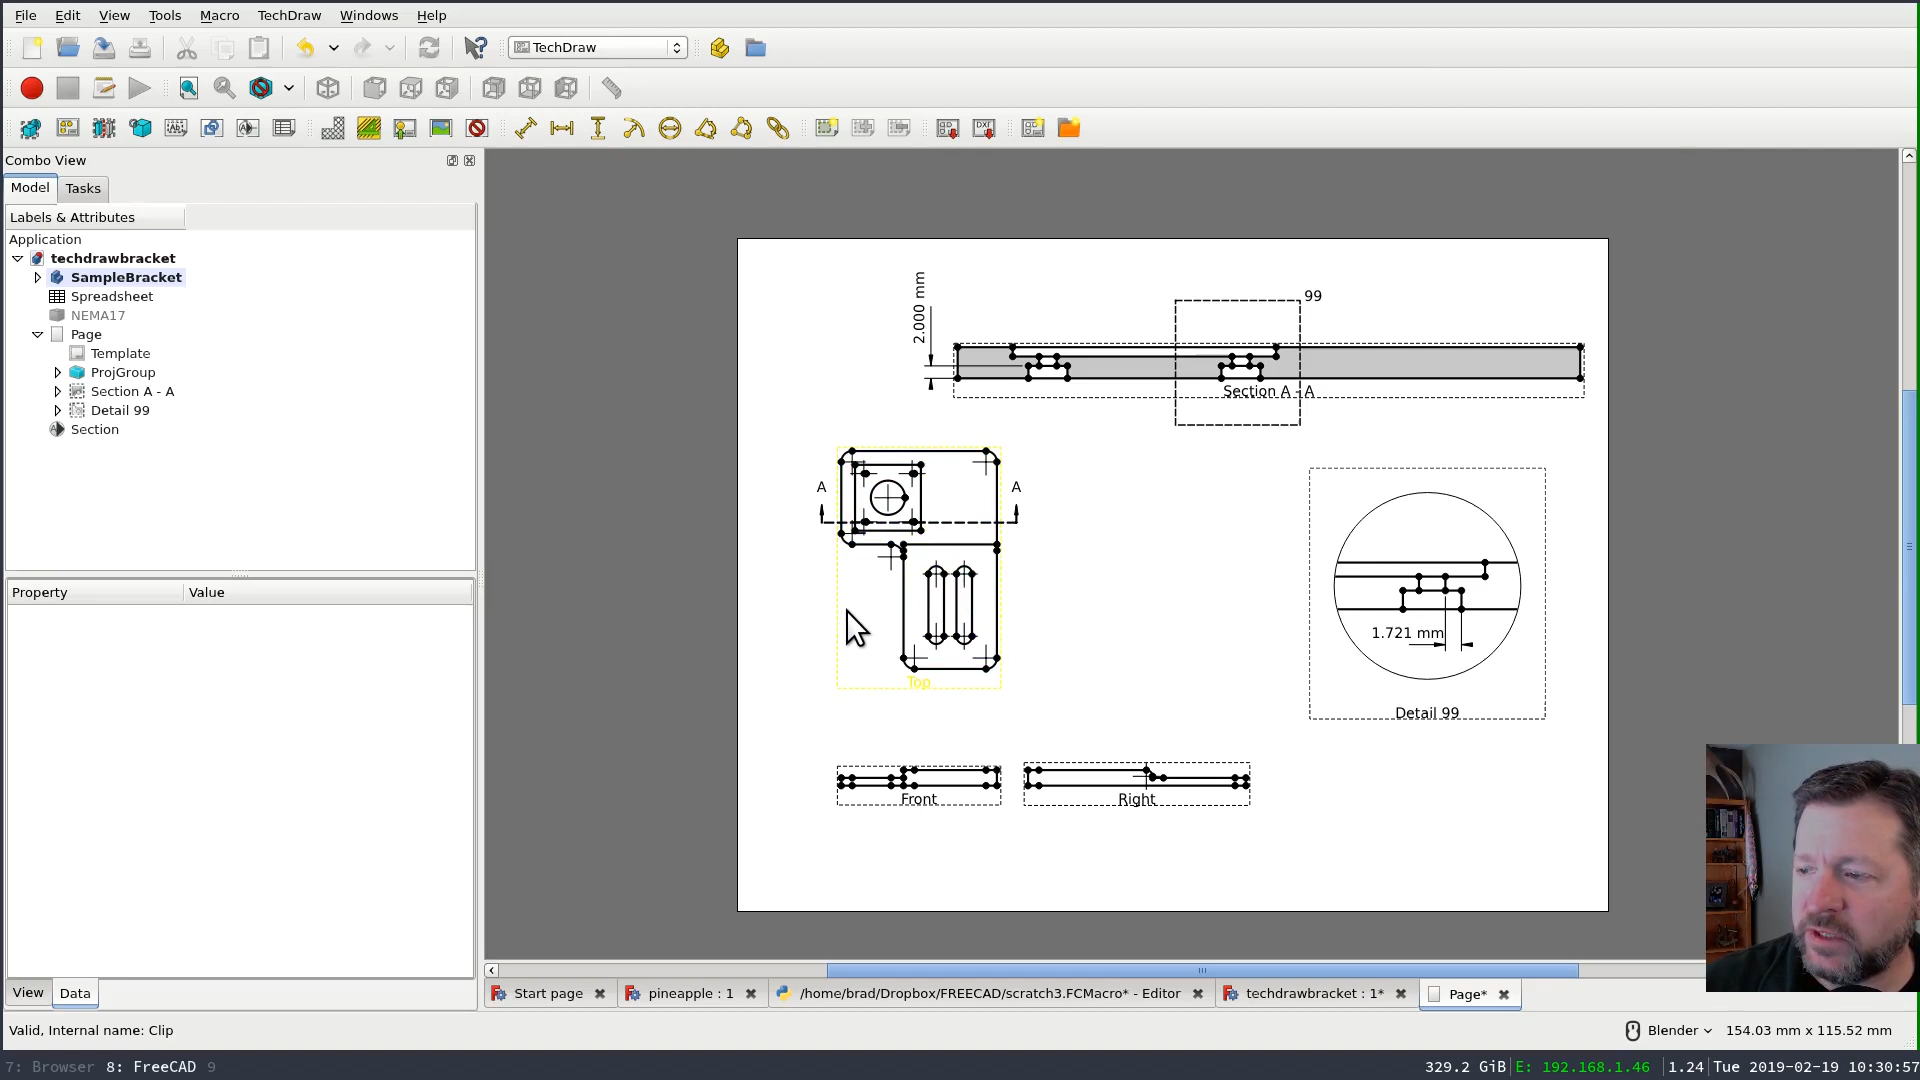 File Edit View Tools Macro TechDraw Windows Help
TechDraw
Combo View
Model Tasks
Labels & Attributes
Application
techdrawbracket
SampleBracket
Spreadsheet
NEMA17
Page
Template
ProjGroup
Section A - A
Detail 99
Section
Property Value
View Data
2.000 mm
99
Section A - A
A A
Top
1.721 mm
Detail 99
Front Right
Start page pineapple : 1 /home/brad/Dropbox/FREECAD/scratch3.FCMacro* - Editor techdrawbracket : 1* Page*
Valid, Internal name: Clip Blender 154.03 mm x 115.52 mm
7: Browser 8: FreeCAD 9 329.2 GiB E: 192.168.1.46 1.24 Tue 2019-02-19 10:30:57